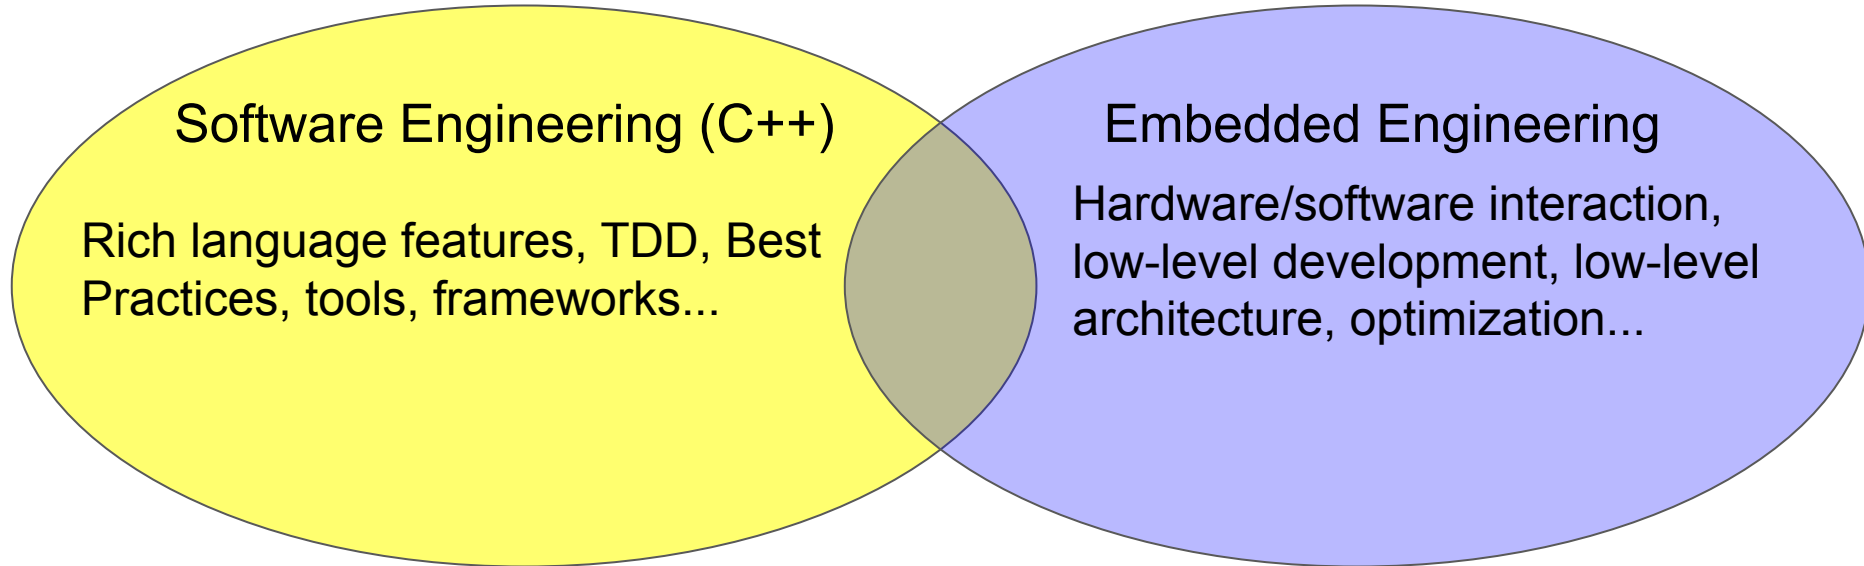 Software Engineering (C++)
Rich language features, TDD, Best
Practices, tools, frameworks...
Embedded Engineering
Hardware/software interaction,
low-level development, low-level
architecture, optimization...